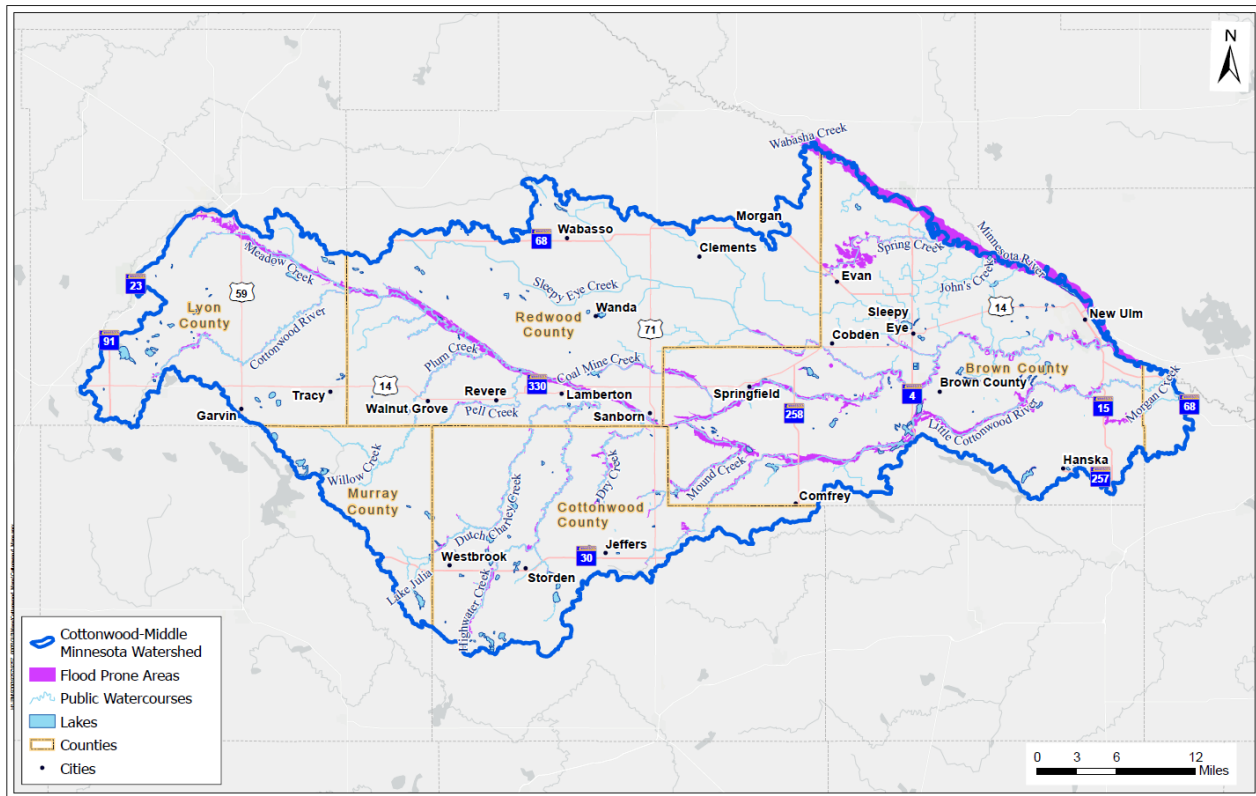 N
Wabasha Creek
Morgan
Wabasso
68
Clements
Spring Creek
Minnesota River
Meadow Creek
Evan
23
John's Creek
59
Sleepy Eye Creek
Wanda
Lyon
County
Redwood
County
Sleepy
Eye
14
New Ulm
91
Cottonwood River
71
Cobden
Plum Creek
Coal Mine Creek
Brown County
14
330
Tracy
Revere
Lamberton
Springfield
4
Brown County
Walnut Grove
Pell Creek
258
15
Morgan Creek
68
Garvin
Sanborn
Little Cottonwood River
Willow Creek
Dry Creek
Mound Creek
Hanska
257
Murray
County
Dutch Charley Creek
Cottonwood
County
Comfrey
Westbrook
30
Jeffers
Storden
Lake Julia
Highwater Creek
Cottonwood-Middle
Minnesota Watershed
Flood Prone Areas
Public Watercourses
Lakes
Counties
Cities
0 3 6 12
Miles